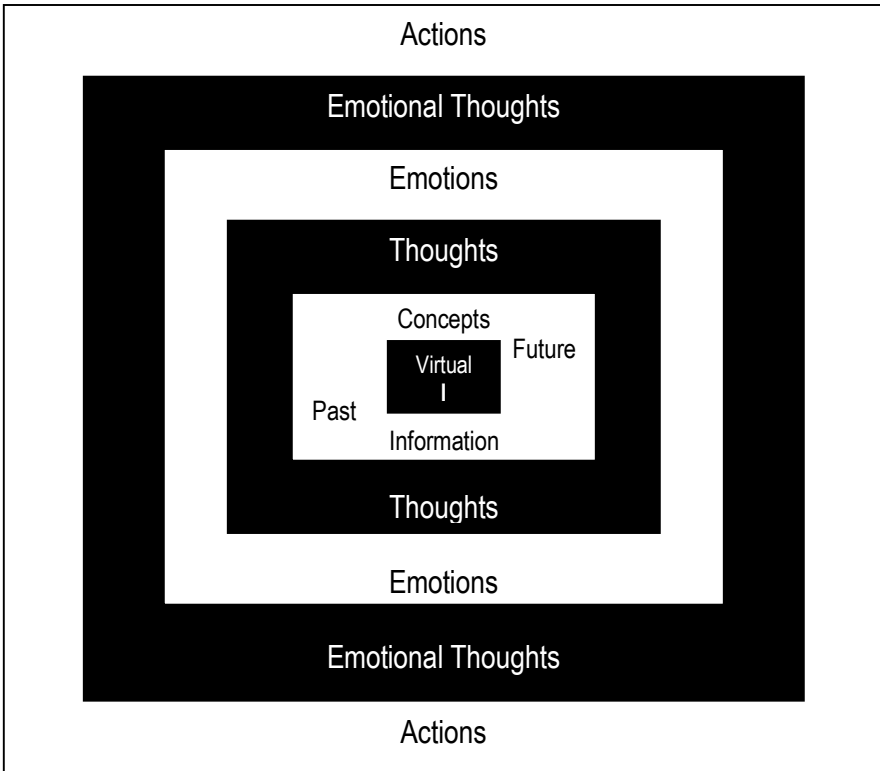 Actions
Emotional Thoughts
Emotions
Thoughts
Concepts
Future
Virtual
I
Past
Information
Thoughts
Emotions
Emotional Thoughts
Actions